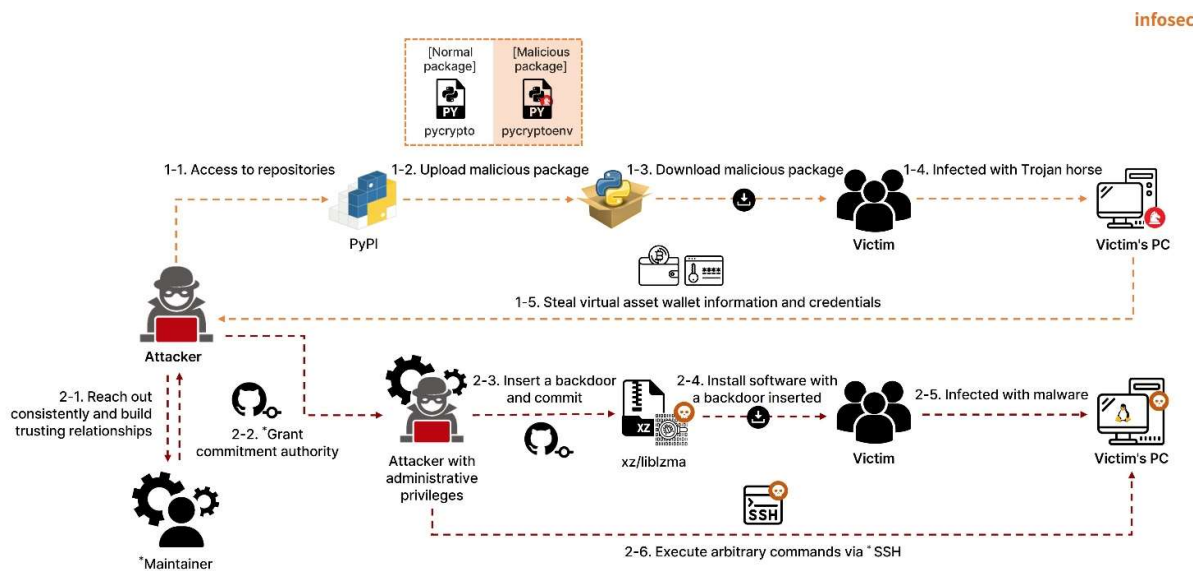 infosec
[Normal
package]
[Malicious
package]
PY
PY
pycrypto
pycryptoenv
1-1. Access to repositories
1-2. Upload malicious package
1-3. Download malicious package
1-4. Infected with Trojan horse
PyPI
Victim
Victim's PC
1-5. Steal virtual asset wallet information and credentials
Attacker
2-1. Reach out
consistently and build
trusting relationships
2-2. *Grant
commitment authority
2-3. Insert a backdoor
and commit
2-4. Install software with
a backdoor inserted
2-5. Infected with malware
XZ
Attacker with
administrative
privileges
xz/liblzma
Victim
Victim's PC
SSH
*Maintainer
2-6. Execute arbitrary commands via *SSH